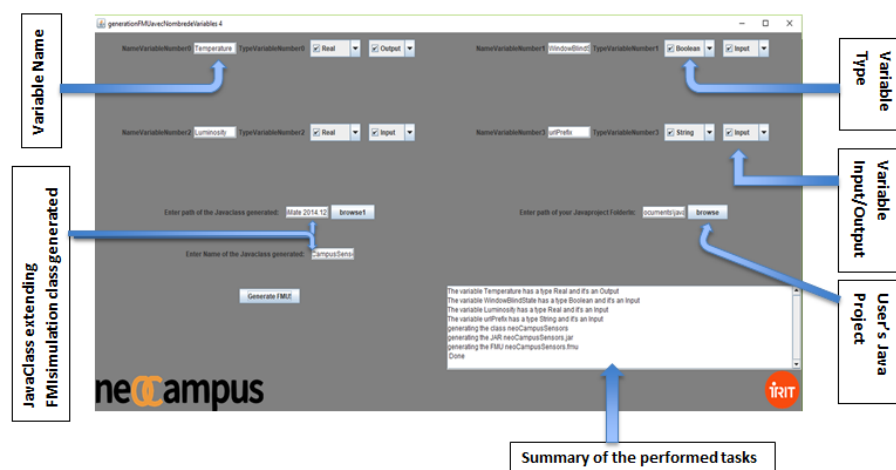 generationFMUavecNombredeVariables 4
NameVariableNumber0 Temperature TypeVariableNumber0 Real Output
NameVariableNumber1 WindowBlindS TypeVariableNumber1 Boolean Input
NameVariableNumber2 Luminosity TypeVariableNumber2 Real Input
NameVariableNumber3 urlPrefix TypeVariableNumber3 String Input
Enter path of the Javaclass generated: iMate 2014.12 browse1
Enter path of your Javaproject Folder\\: ocuments\java browse
Enter Name of the Javaclass generated: CampusSens
Generate FMU!
The variable Temperature has a type Real and it's an Output
The variable WindowBlindState has a type Boolean and it's an Input
The variable Luminosity has a type Real and it's an Input
The variable urlPrefix has a type String and it's an Input
generating the class neoCampusSensors
generating the JAR neoCampusSensors.jar
generating the FMU neoCampusSensors.fmu
Done
neOCampus
iRiT
Variable Name
JavaClass extending
FMIsimulation class generated
Variable
Type
Variable
Input/Output
User's Java
Project
Summary of the performed tasks